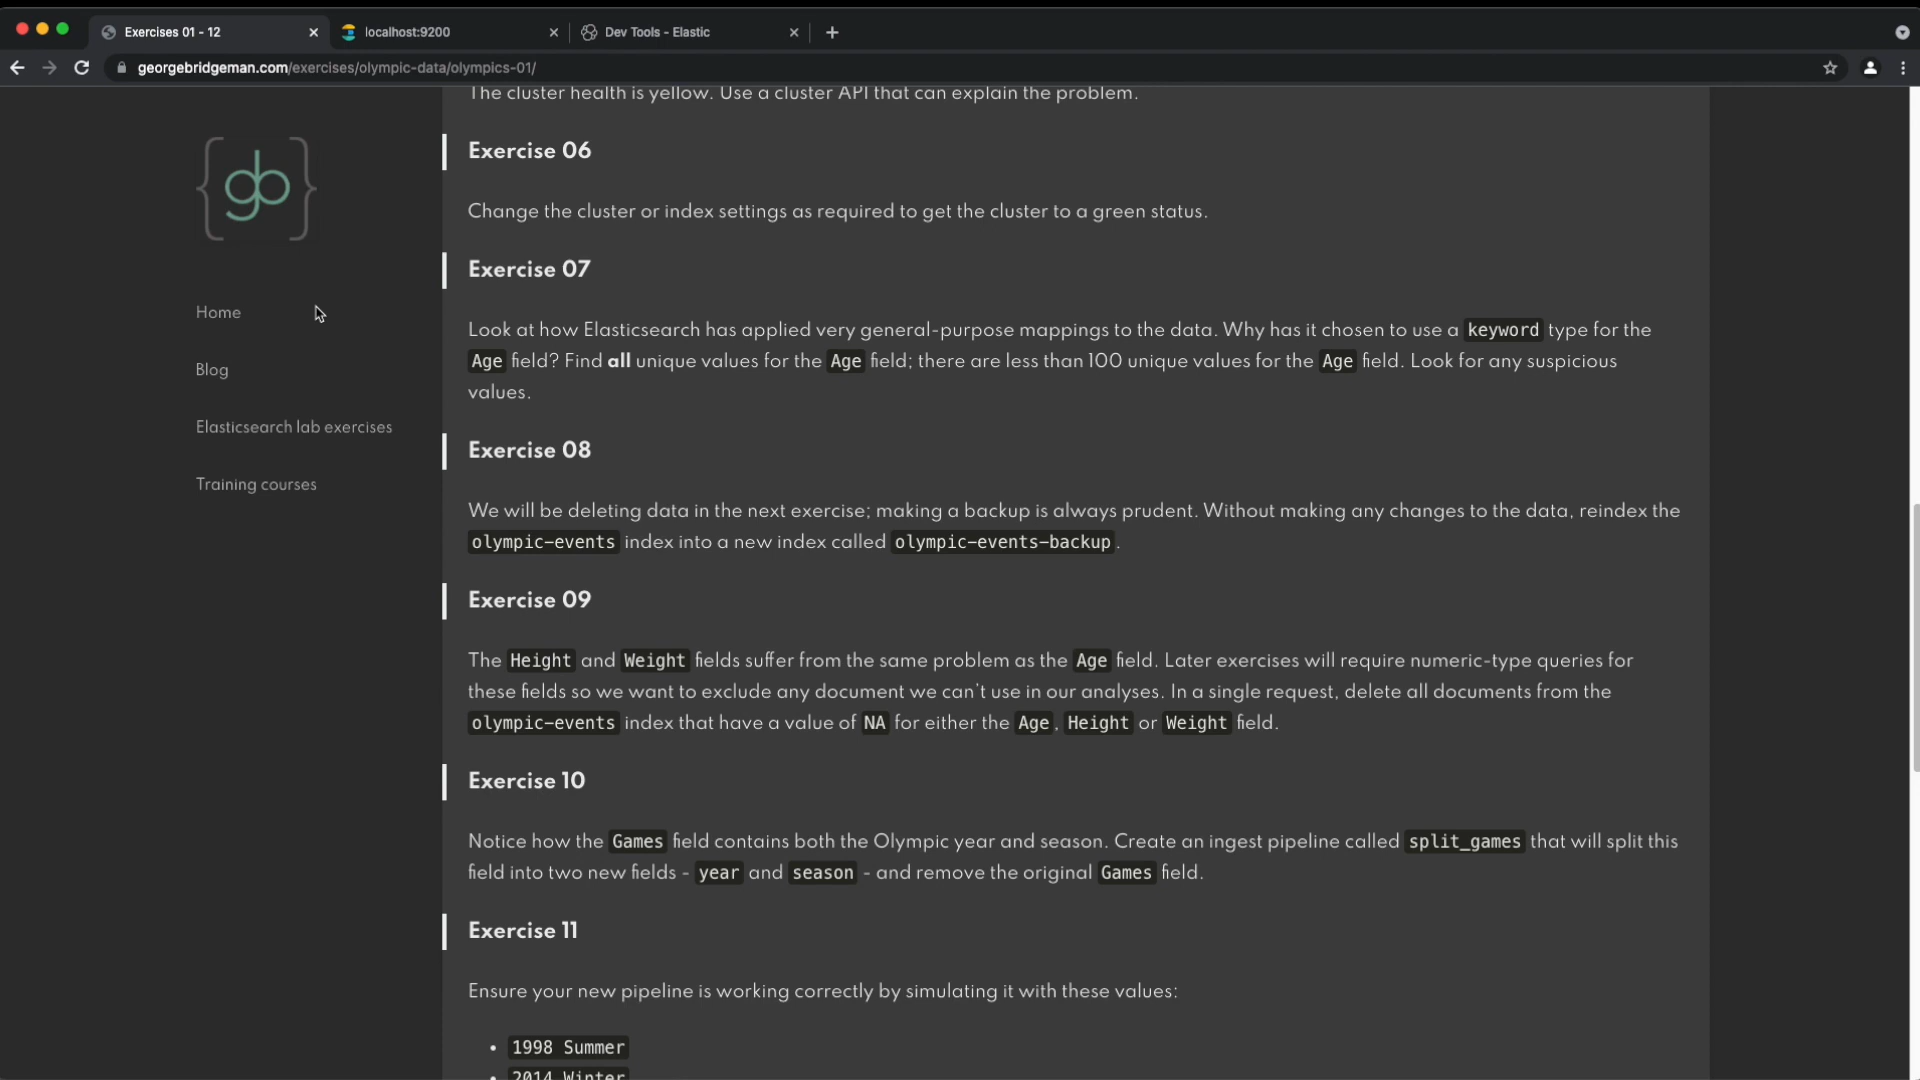 Exercises 01 - 12
localhost:9200
Dev Tools - Elastic
georgebridgeman.com/exercises/olympic-data/olympics-01/
The cluster health is yellow. Use a cluster API that can explain the problem.
{gb}
Home
Blog
Elasticsearch lab exercises
Training courses
Exercise 06
Change the cluster or index settings as required to get the cluster to a green status.
Exercise 07
Look at how Elasticsearch has applied very general-purpose mappings to the data. Why has it chosen to use a keyword type for the
Age field? Find all unique values for the Age field; there are less than 100 unique values for the Age field. Look for any suspicious
values.
Exercise 08
We will be deleting data in the next exercise; making a backup is always prudent. Without making any changes to the data, reindex the
olympic-events index into a new index called olympic-events-backup.
Exercise 09
The Height and Weight fields suffer from the same problem as the Age field. Later exercises will require numeric-type queries for
these fields so we want to exclude any document we can't use in our analyses. In a single request, delete all documents from the
olympic-events index that have a value of NA for either the Age, Height or Weight field.
Exercise 10
Notice how the Games field contains both the Olympic year and season. Create an ingest pipeline called split_games that will split this
field into two new fields - year and season - and remove the original Games field.
Exercise 11
Ensure your new pipeline is working correctly by simulating it with these values:
• 1998 Summer
• 2014 Winter